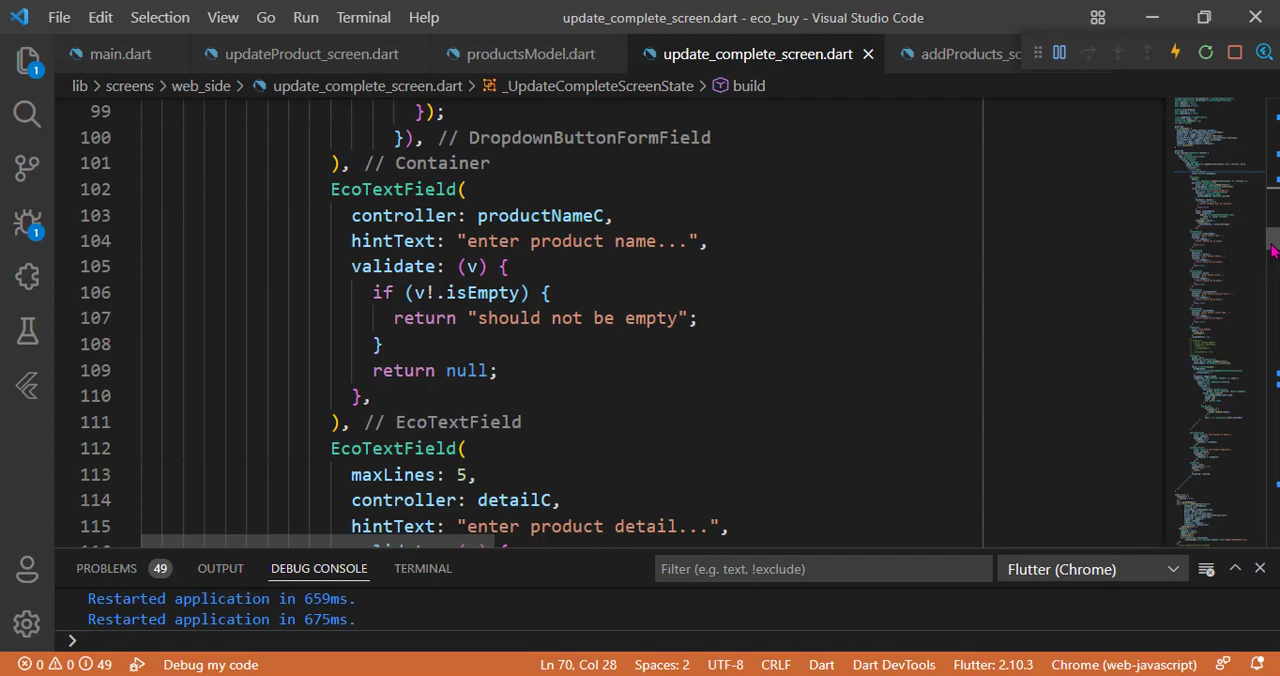 File Edit Selection View Go Run Terminal Help update_complete_screen.dart - eco_buy - Visual Studio Code
main.dart updateProduct_screen.dart productsModel.dart update_complete_screen.dart addProducts_sc
lib > screens > web_side > update_complete_screen.dart > _UpdateCompleteScreenState > build
99 });
100 }), // DropdownButtonFormField
101 ), // Container
102 EcoTextField(
103 controller: productNameC,
104 hintText: "enter product name...",
105 validate: (v) {
106 if (v!.isEmpty) {
107 return "should not be empty";
108 }
109 return null;
110 },
111 ), // EcoTextField
112 EcoTextField(
113 maxLines: 5,
114 controller: detailC,
115 hintText: "enter product detail...",
PROBLEMS 49 OUTPUT DEBUG CONSOLE TERMINAL Filter (e.g. text, !exclude) Flutter (Chrome)
Restarted application in 659ms.
Restarted application in 675ms.
>
0 0 49 Debug my code Ln 70, Col 28 Spaces: 2 UTF-8 CRLF Dart Dart DevTools Flutter: 2.10.3 Chrome (web-javascript)